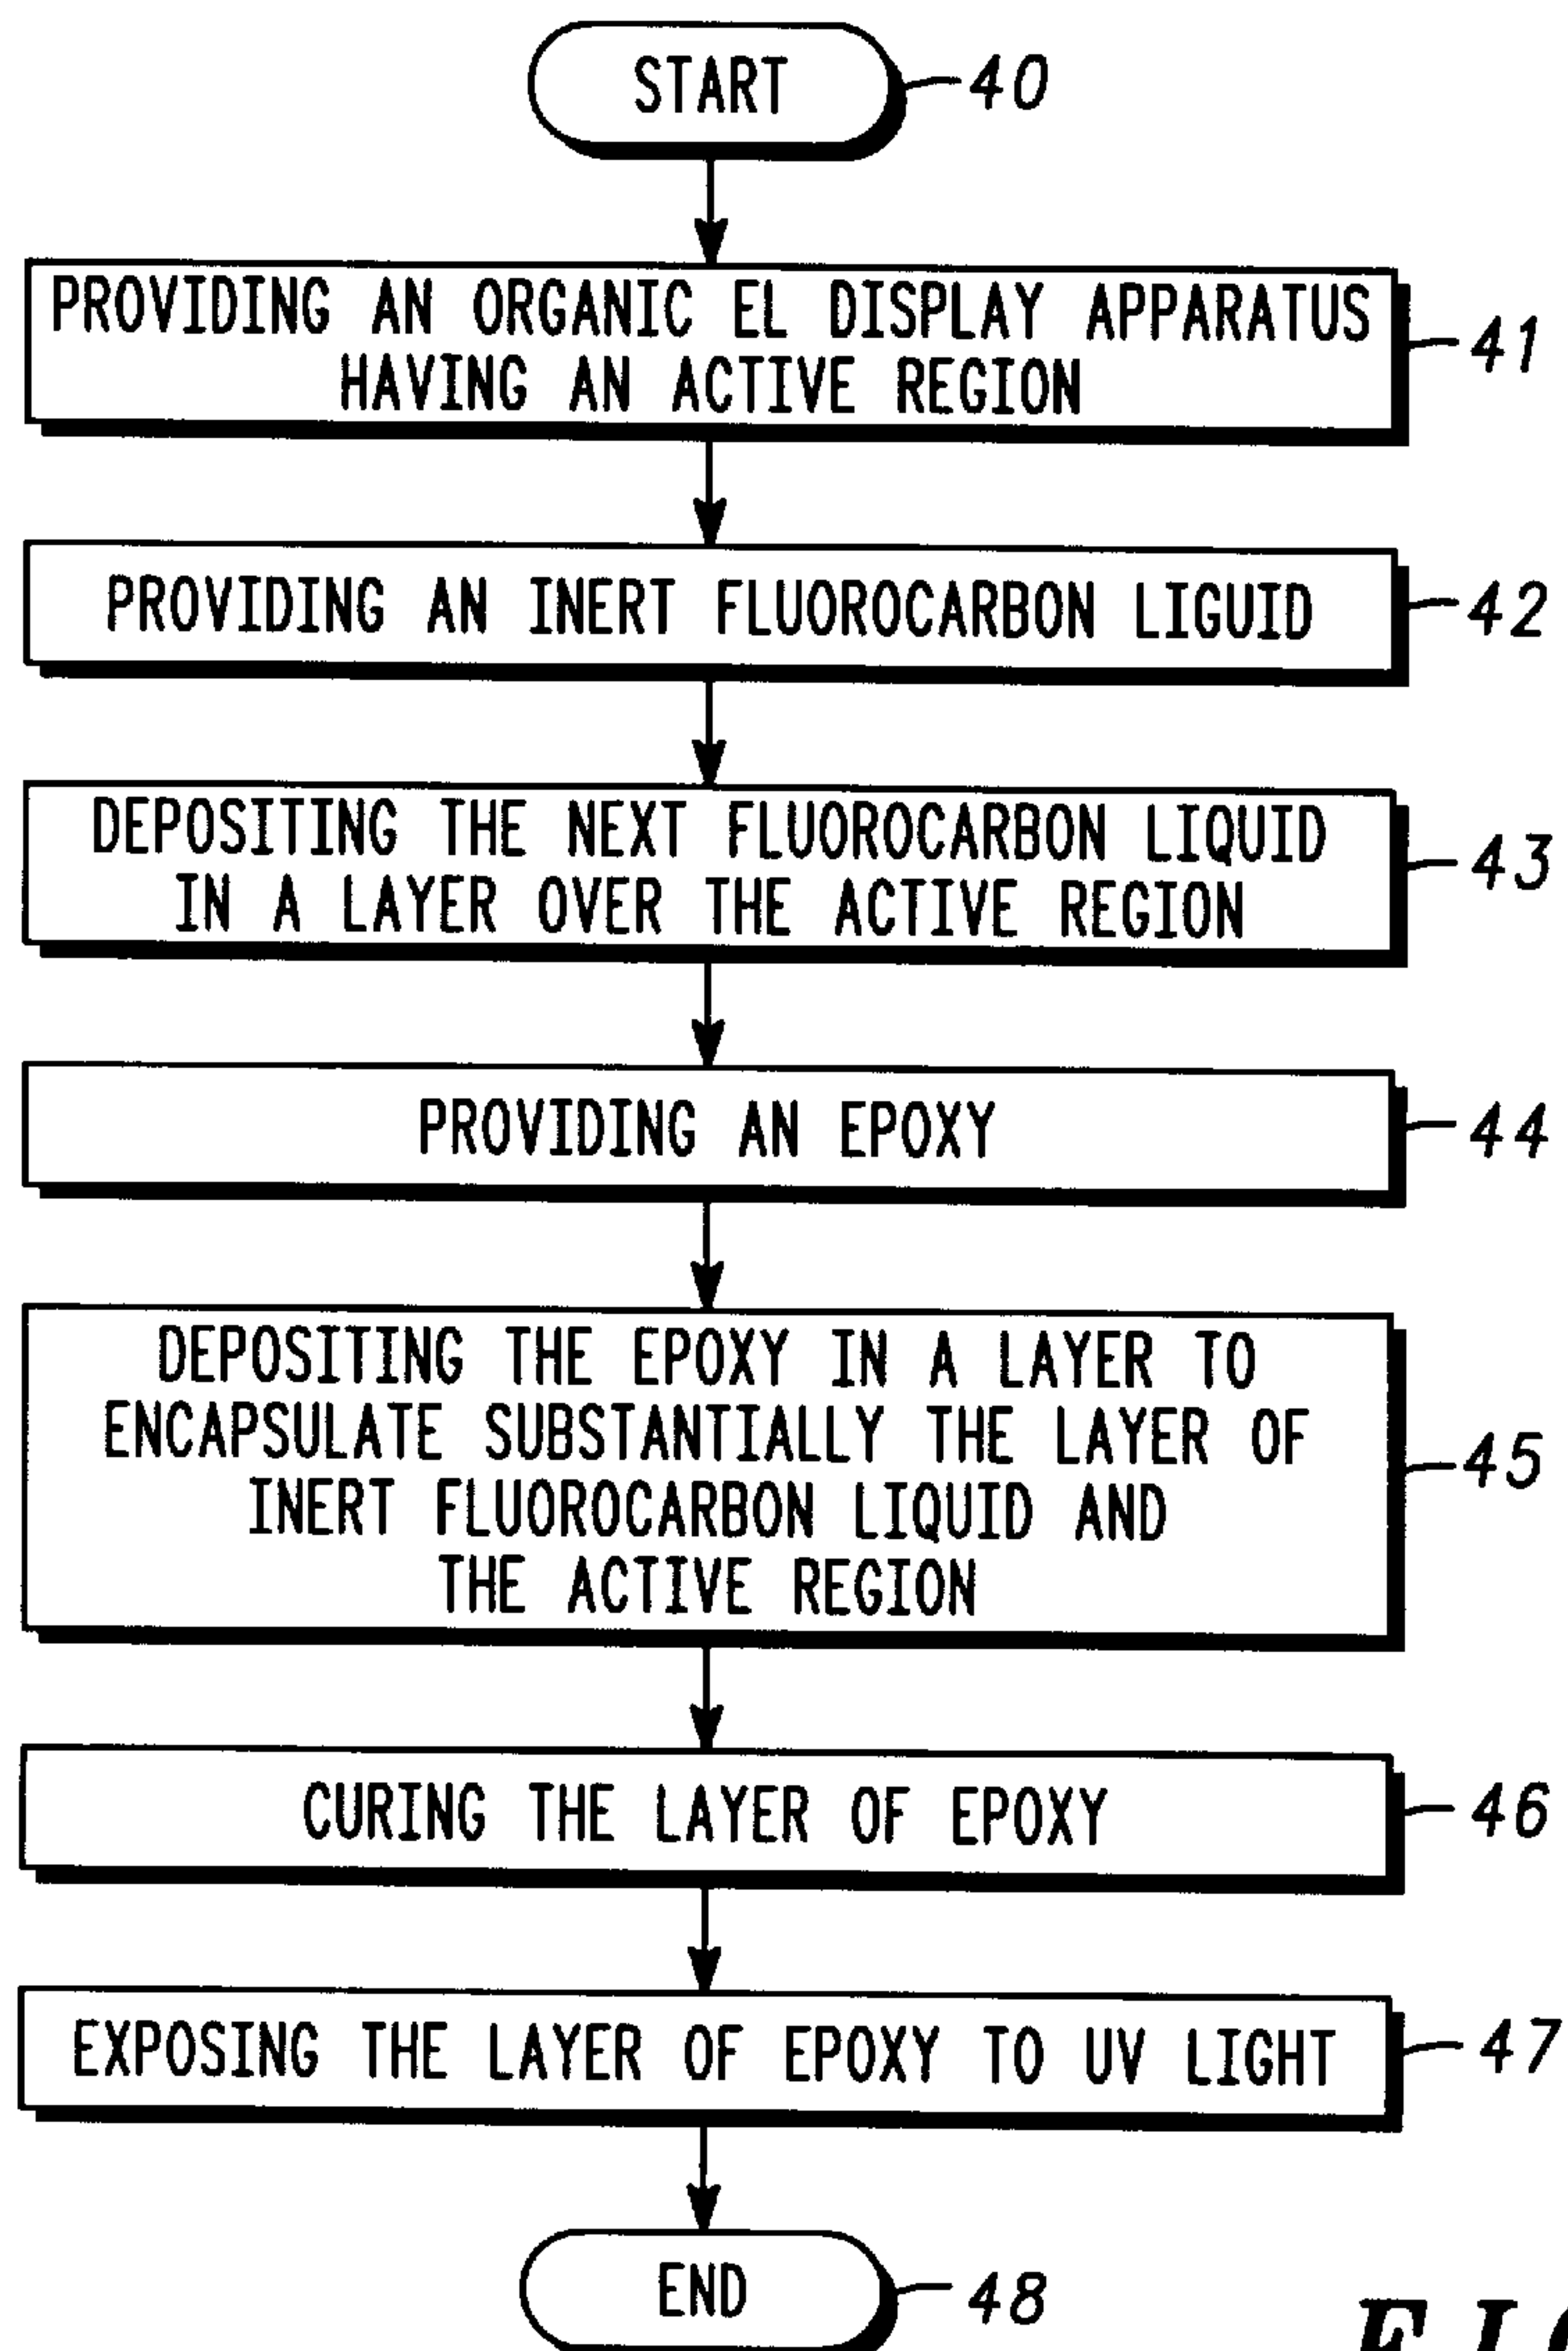 START
40
PROVIDING AN ORGANIC EL DISPLAY APPARATUS
HAVING AN ACTIVE REGION
41
PROVIDING AN INERT FLUOROCARBON LIGUID
42
DEPOSITING THE NEXT FLUOROCARBON LIQUID
IN A LAYER OVER THE ACTIVE REGION
43
PROVIDING AN EPOXY
44
DEPOSITING THE EPOXY IN A LAYER TO
ENCAPSULATE SUBSTANTIALLY THE LAYER OF
INERT FLUOROCARBON LIQUID AND
THE ACTIVE REGION
45
CURING THE LAYER OF EPOXY
46
EXPOSING THE LAYER OF EPOXY TO UV LIGHT
47
END
48